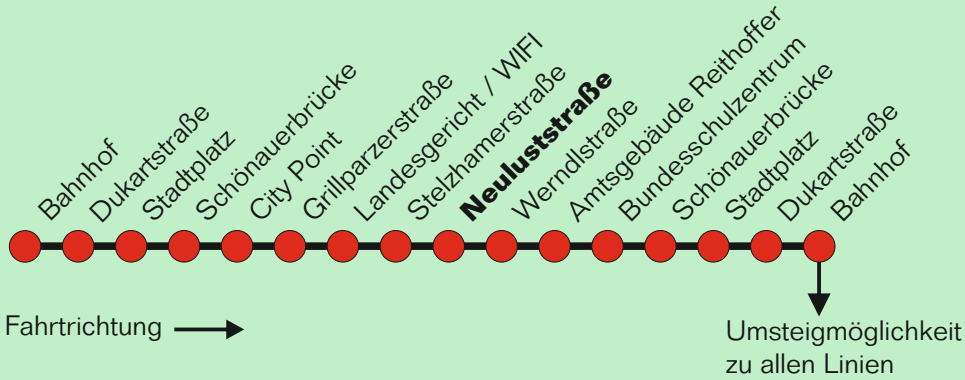 Bahnhof
Dukartstraße
Stadtplatz
Schönauerbrücke
City Point
Grillparzerstraße
Landesgericht / WIFI
Stelzhamerstraße
Neuluststraße
Werndlstraße
Amtsgebäude Reithoffer
Bundesschulzentrum
Schönauerbrücke
Stadtplatz
Dukartstraße
Bahnhof
Fahrtrichtung
Umsteigmöglichkeit
zu allen Linien